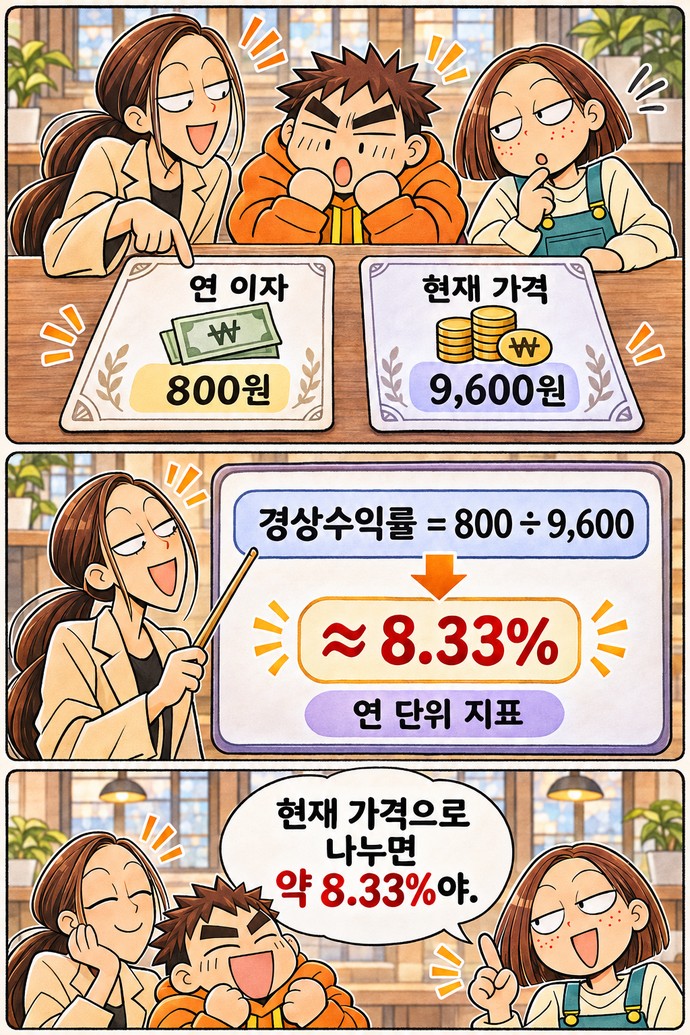 연 이자
₩
800원
현재 가격
₩
9,600원
경상수익률 = 800 ÷ 9,600
≈ 8.33%
연 단위 지표
현재 가격으로
나누면
약 8.33%야.